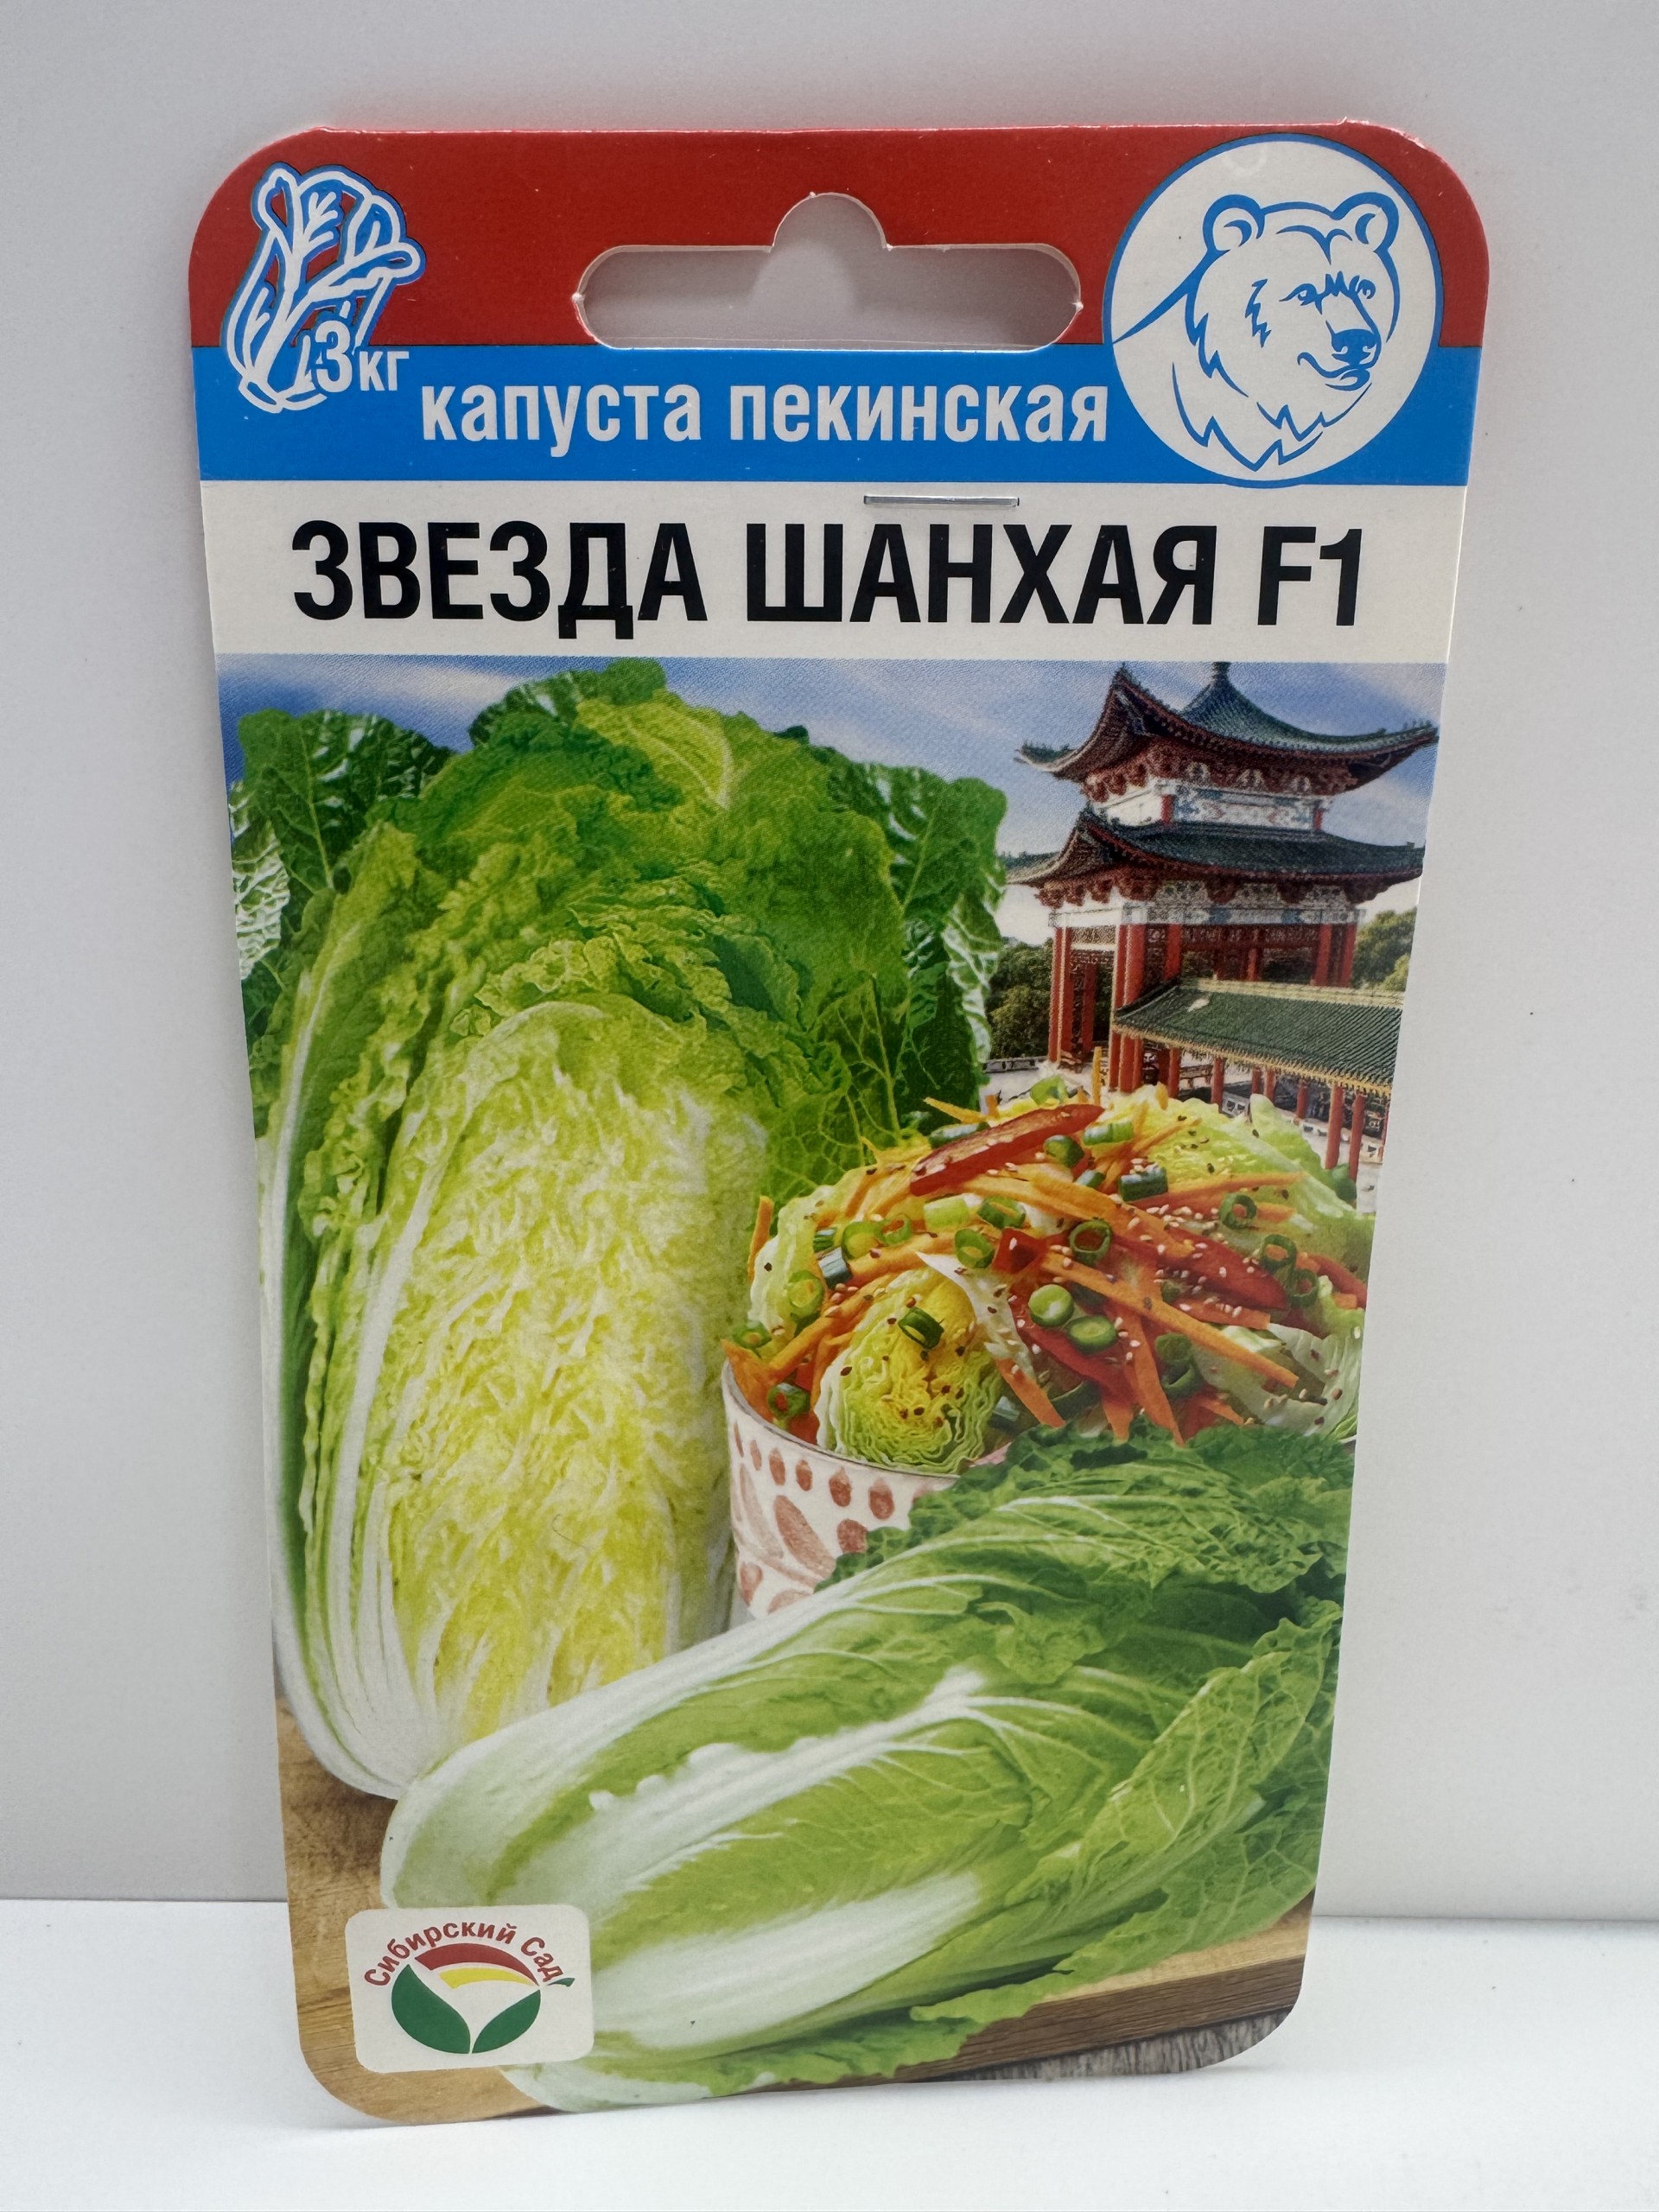 3кг
капуста пекинская
ЗВЕЗДА ШАНХАЯ F1
Сибирский Сад